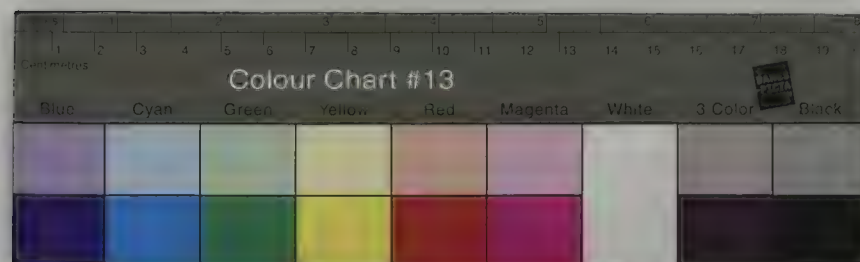 1 2 3 4 5 6 7 8
1 2 3 4 5 6 7 8 9 10 11 12 13 14 15 16 17 18 19
Centimetres
Colour Chart #13
Blue Cyan Green Yellow Red Magenta White 3 Color Black